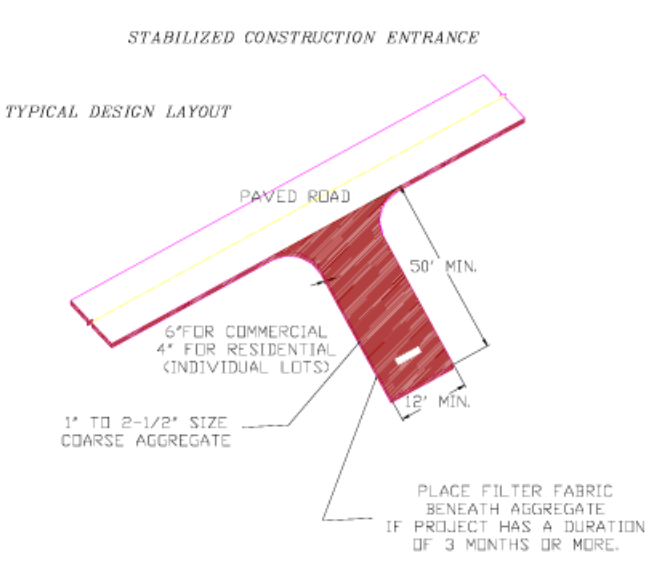 STABILIZED CONSTRUCTION ENTRANCE
TYPICAL DESIGN LAYOUT
PAVED ROAD
50' MIN.
6"FOR COMMERCIAL
4" FOR RESIDENTIAL
(INDIVIDUAL LOTS)
12' MIN.
1" TO 2-1/2" SIZE
COARSE AGGREGATE
PLACE FILTER FABRIC
BENEATH AGGREGATE
IF PROJECT HAS A DURATION
OF 3 MONTHS OR MORE.